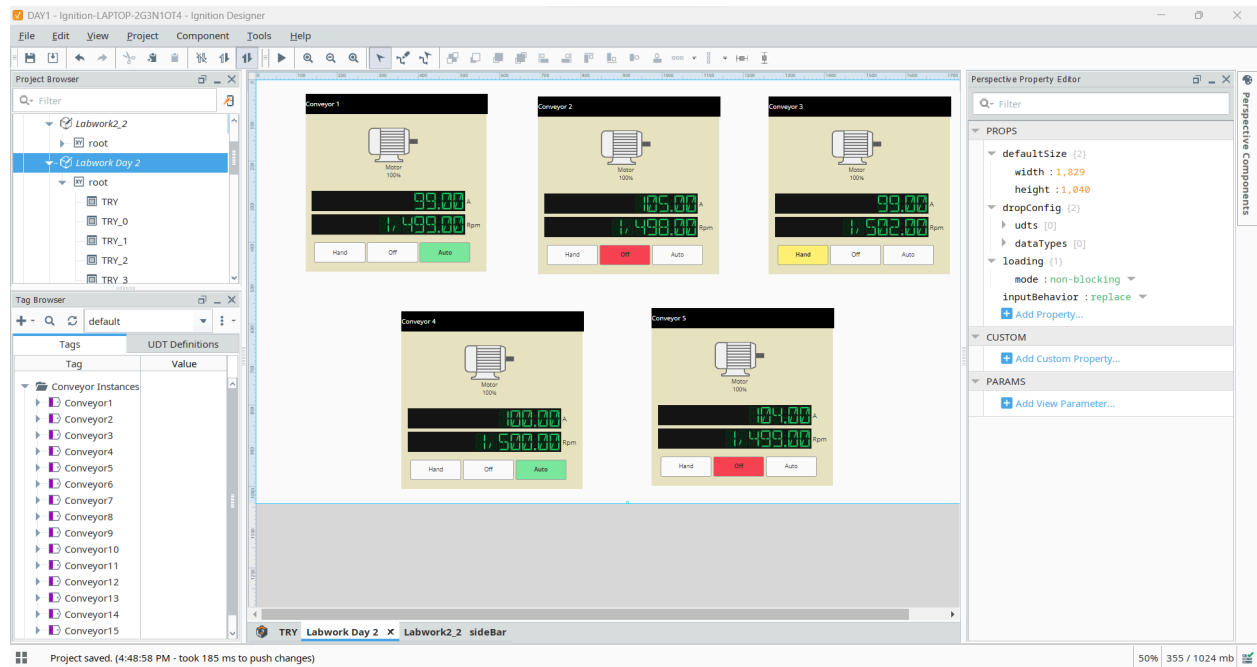 DAY1 - Ignition-LAPTOP-2G3N1OT4 - Ignition Designer
File Edit View Project Component Tools Help
Project Browser
Filter
Labwork2_2
root
Labwork Day 2
root
TRY
TRY_0
TRY_1
TRY_2
TRY_3
Tag Browser
default
Tags UDT Definitions
Tag Value
Conveyor Instances
Conveyor1
Conveyor2
Conveyor3
Conveyor4
Conveyor5
Conveyor6
Conveyor7
Conveyor8
Conveyor9
Conveyor10
Conveyor11
Conveyor12
Conveyor13
Conveyor14
Conveyor15
Conveyor 1
Motor
100%
99.00 A
1,499.00 Rpm
Hand Off Auto
Conveyor 2
Motor
100%
105.00 A
1,498.00 Rpm
Hand Off Auto
Conveyor 3
Motor
100%
99.00 A
1,502.00 Rpm
Hand Off Auto
Conveyor 4
Motor
100%
100.00 A
1,500.00 Rpm
Hand Off Auto
Conveyor 5
Motor
100%
104.00 A
1,499.00 Rpm
Hand Off Auto
TRY Labwork Day 2 X Labwork2_2 sideBar
Perspective Property Editor
Filter
PROPS
defaultSize {2}
width : 1,829
height : 1,040
dropConfig {2}
udts [0]
dataTypes [0]
loading {1}
mode : non-blocking
inputBehavior : replace
Add Property...
CUSTOM
Add Custom Property...
PARAMS
Add View Parameter...
Perspective Components
Project saved. (4:48:58 PM - took 185 ms to push changes)
50% 355 / 1024 mb